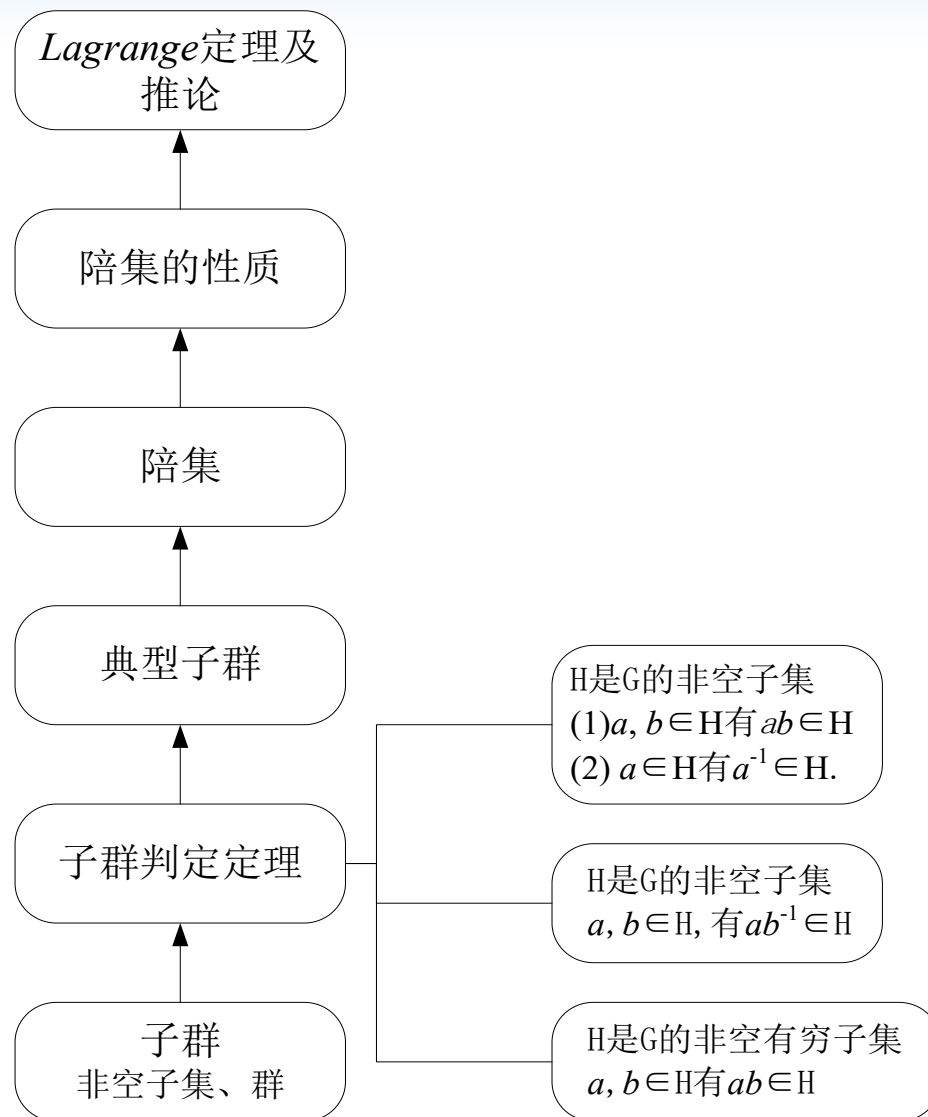 Lagrange定理及
推论
陪集的性质
陪集
典型子群
H是G的非空子集
(1)a, b∈H有ab∈H
(2) a∈H有a⁻¹∈H.
子群判定定理
H是G的非空子集
a, b∈H, 有ab⁻¹∈H
子群
非空子集、群
H是G的非空有穷子集
a, b∈H有ab∈H